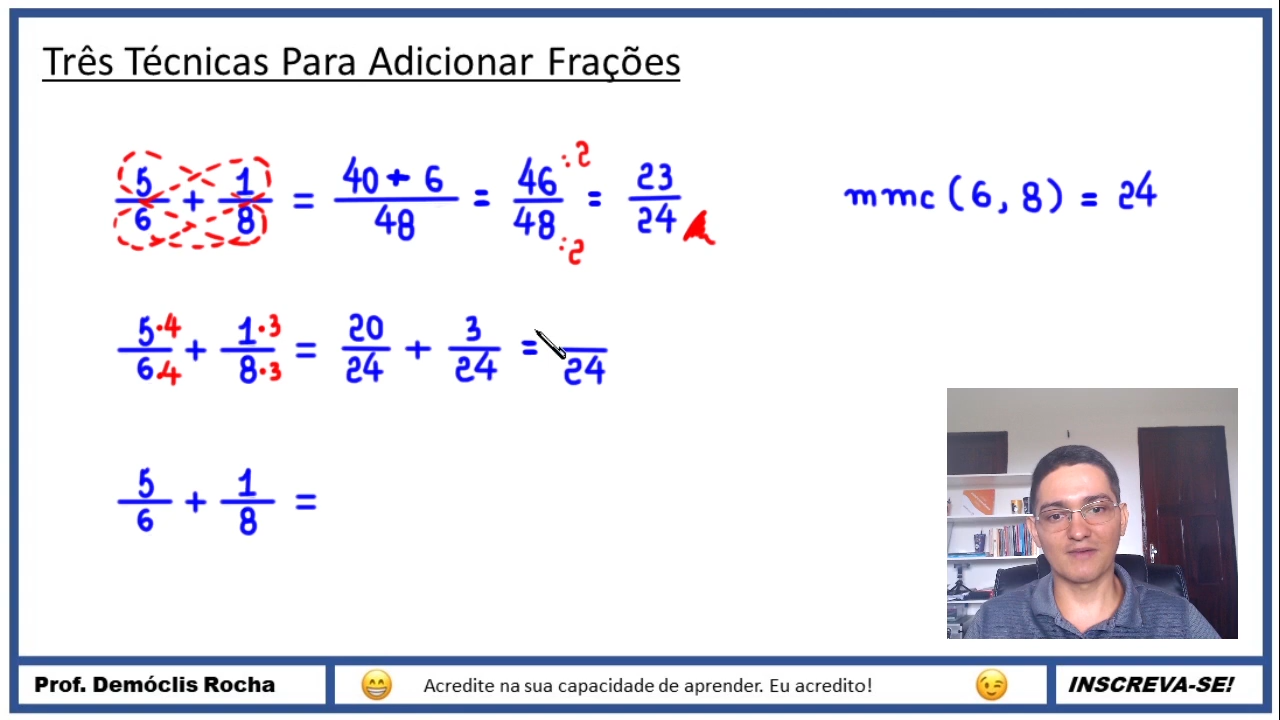 Três Técnicas Para Adicionar Frações
5/6 + 1/8 = (40 + 6)/48 = 46/48 :2 :2 = 23/24
mmc (6, 8) = 24
5·4/6·4 + 1·3/8·3 = 20/24 + 3/24 = /24
5/6 + 1/8 =
Prof. Demóclis Rocha
Acredite na sua capacidade de aprender. Eu acredito!
INSCREVA-SE!